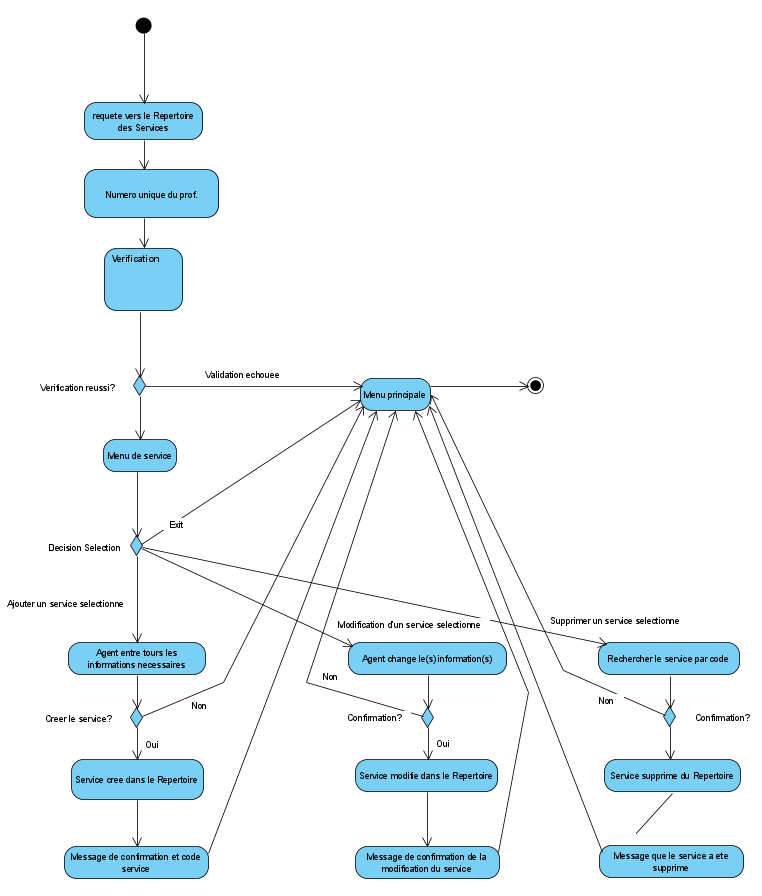 requete vers le Repertoire
des Services
Numero unique du prof.
Verification
Validation echouee
Verification reussi?
Menu principale
Menu de service
Exit
Decision Selection
Ajouter un service selectionne
Modification d'un service selectionne
Supprimer un service selectionne
Agent entre tours les
informations necessaires
Agent change le(s) information(s)
Rechercher le service par code
Non
Non
Non
Creer le service?
Confirmation?
Confirmation?
Oui
Oui
Service cree dans le Repertoire
Service modifie dans le Repertoire
Service supprime du Repertoire
Message de confirmation et code
service
Message de confirmation de la
modification du service
Message que le service a ete
supprime